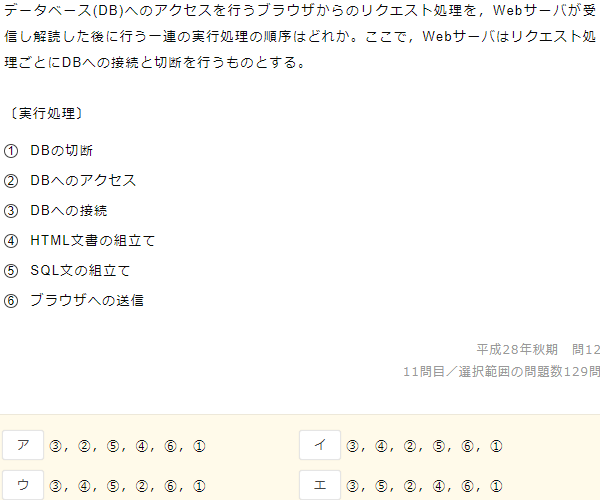 データベース(DB)へのアクセスを行うブラウザからのリクエスト処理を，Webサーバが受
信し解読した後に行う一連の実行処理の順序はどれか。ここで，Webサーバはリクエスト処
理ごとにDBへの接続と切断を行うものとする。
〔実行処理〕
① DBの切断
② DBへのアクセス
③ DBへの接続
④ HTML文書の組立て
⑤ SQL文の組立て
⑥ ブラウザへの送信
平成28年秋期 問12
11問目／選択範囲の問題数129問
ア ③，②，⑤，④，⑥，① イ ③，④，②，⑤，⑥，①
ウ ③，④，⑤，②，⑥，① エ ③，⑤，②，④，⑥，①